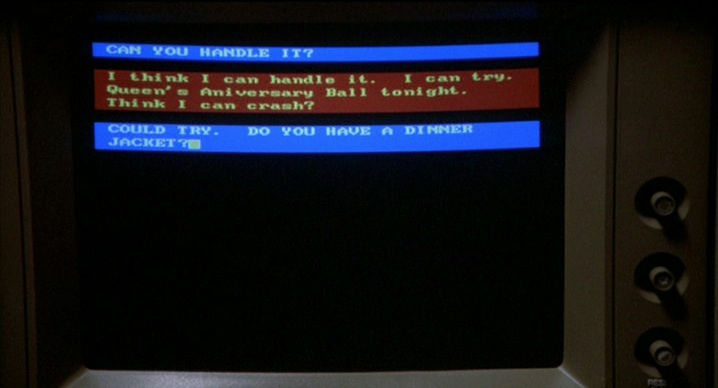 CAN YOU HANDLE IT?
I think I can handle it.  I can try.
Queen's Aniversary Ball tonight.
Think I can crash?
COULD TRY.  DO YOU HAVE A DINNER
JACKET?